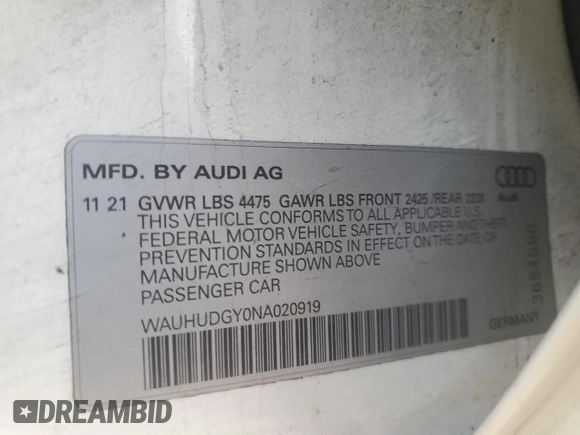 MFD. BY AUDI AG
11 21 GVWR LBS 4475 GAWR LBS FRONT 2425 /REAR
THIS VEHICLE CONFORMS TO ALL APPLICABLE U.S.
FEDERAL MOTOR VEHICLE SAFETY, BUMPER AND THEFT
PREVENTION STANDARDS IN EFFECT ON THE DATE OF
MANUFACTURE SHOWN ABOVE
PASSENGER CAR
WAUHUDGY0NA020919
Audi
3654996
GERMANY
DREAMBID